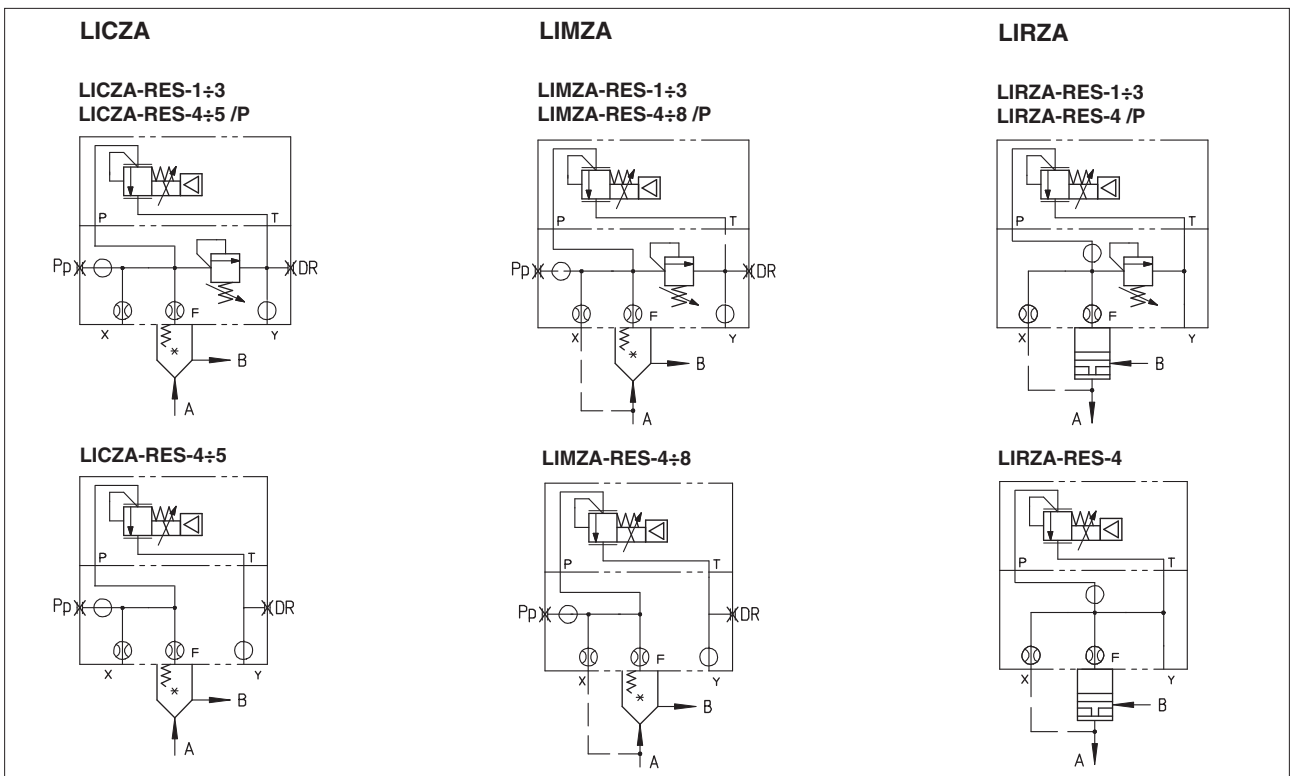 LICZA
LIMZA
LIRZA
LICZA-RES-1÷3
LICZA-RES-4÷5 /P
LIMZA-RES-1÷3
LIMZA-RES-4÷8 /P
LIRZA-RES-1÷3
LIRZA-RES-4 /P
P
T
Pp
DR
F
X
Y
B
A
P
T
Pp
DR
F
X
Y
B
A
P
T
F
X
Y
B
A
LICZA-RES-4÷5
LIMZA-RES-4÷8
LIRZA-RES-4
P
T
Pp
DR
F
X
Y
*
B
A
P
T
Pp
DR
F
X
Y
*
B
A
P
T
F
X
Y
B
A